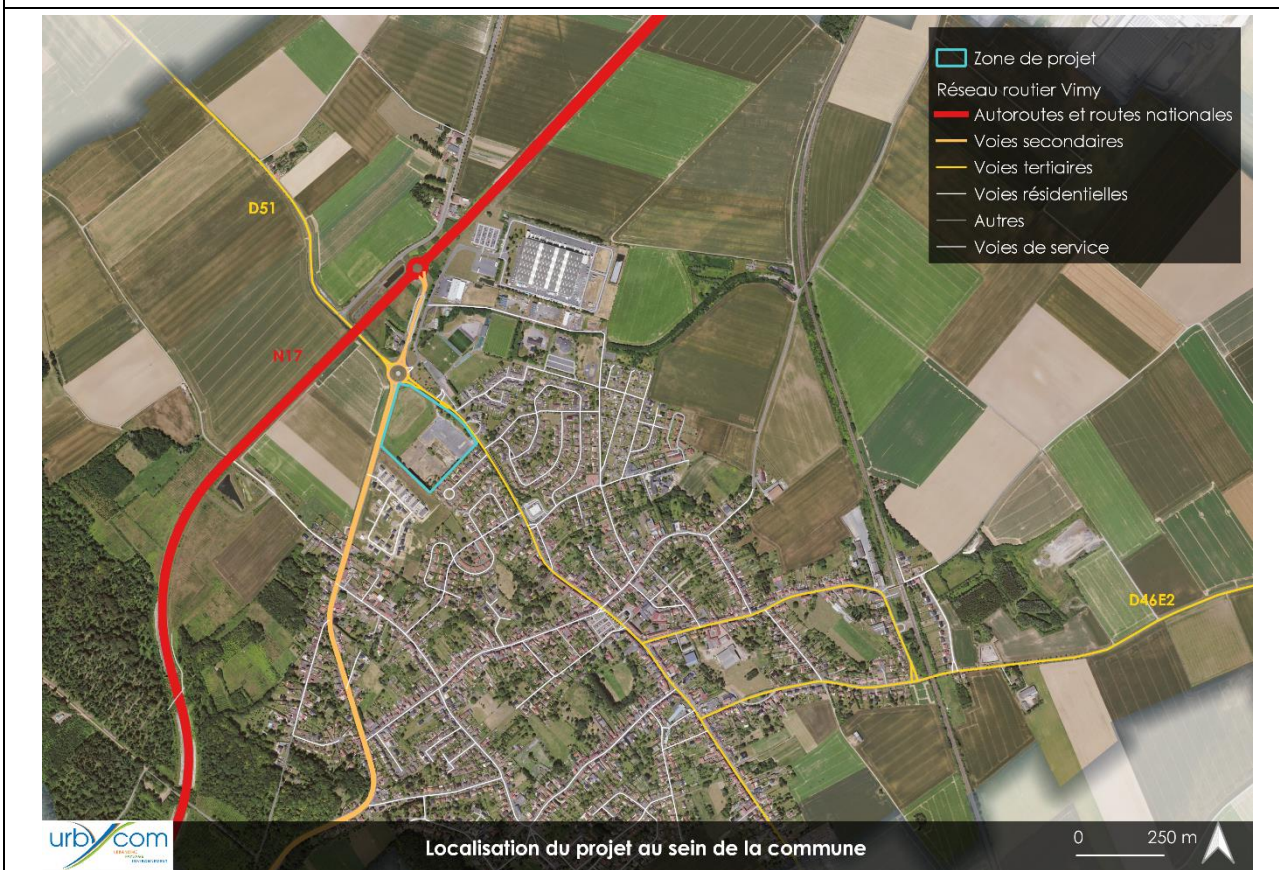 Zone de projet
Réseau routier Vimy
Autoroutes et routes nationales
Voies secondaires
Voies tertiaires
Voies résidentielles
Autres
Voies de service
D51
N17
D46E2
urbycom
Localisation du projet au sein de la commune
0 250 m